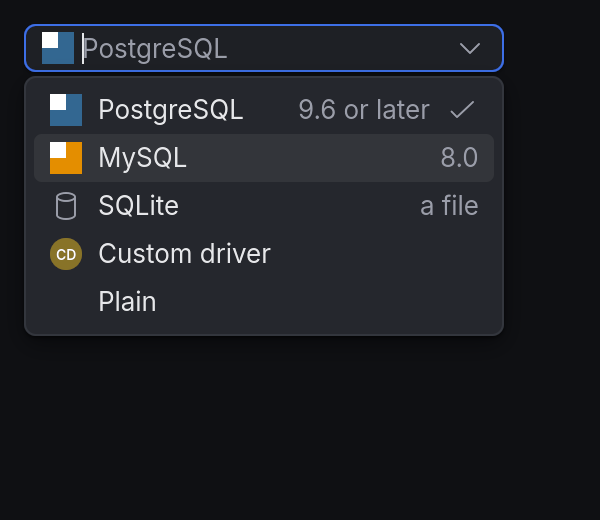 PostgreSQL
PostgreSQL 9.6 or later
MySQL 8.0
SQLite a file
CD Custom driver
Plain